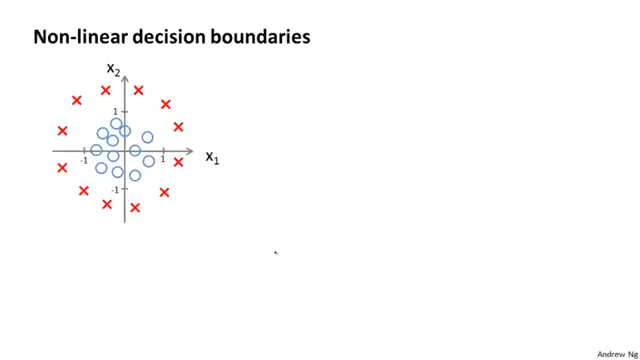 Non-linear decision boundaries
x2
1
-1
1
x1
-1
Andrew Ng